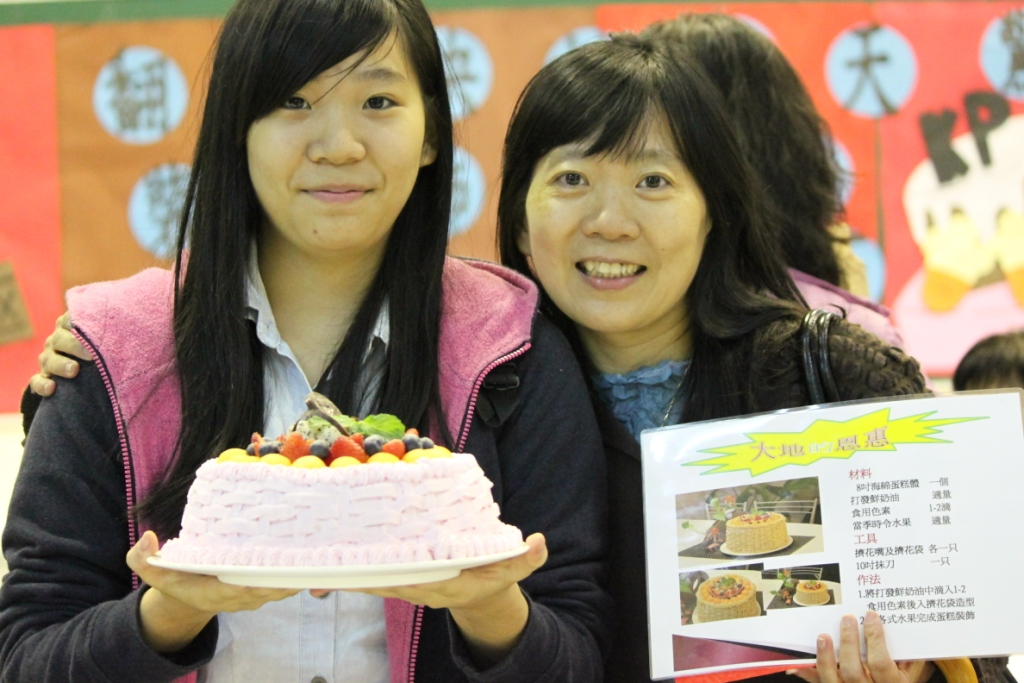 翻
天
KP
大地的恩惠
材料
8吋海綿蛋糕體 一個
打發鮮奶油 適量
食用色素 1-2滴
當季時令水果 適量
工具
擠花嘴及擠花袋 各一只
10吋抹刀 一只
作法
1.將打發鮮奶油中滴入1-2
食用色素後入擠花袋造型
2. 各式水果完成蛋糕裝飾